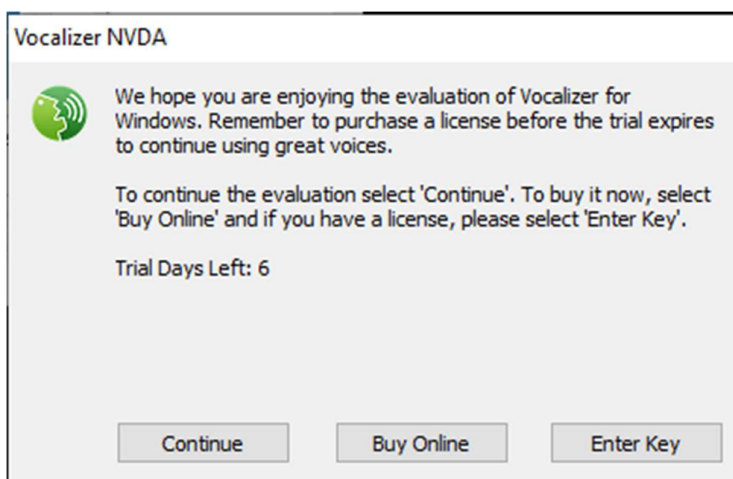 Vocalizer NVDA
We hope you are enjoying the evaluation of Vocalizer for
Windows. Remember to purchase a license before the trial expires
to continue using great voices.
To continue the evaluation select 'Continue'. To buy it now, select
'Buy Online' and if you have a license, please select 'Enter Key'.
Trial Days Left: 6
Continue Buy Online Enter Key